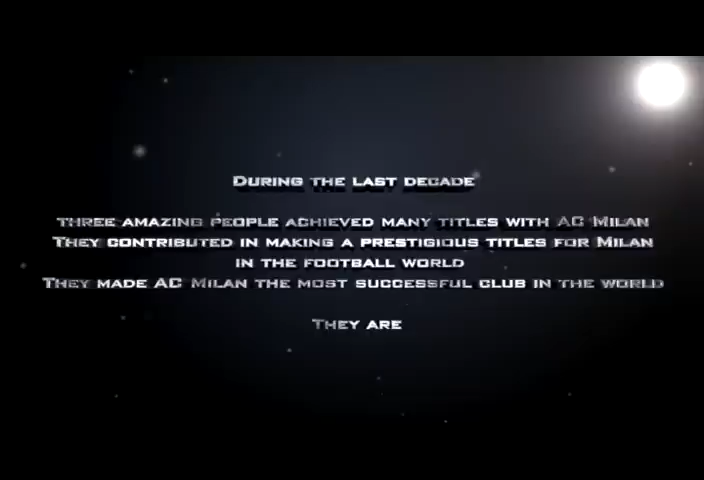 During the last decade
three amazing people achieved many titles with AC Milan
They contributed in making a prestigious titles for Milan
in the football world
They made AC Milan the most successful club in the world
They are